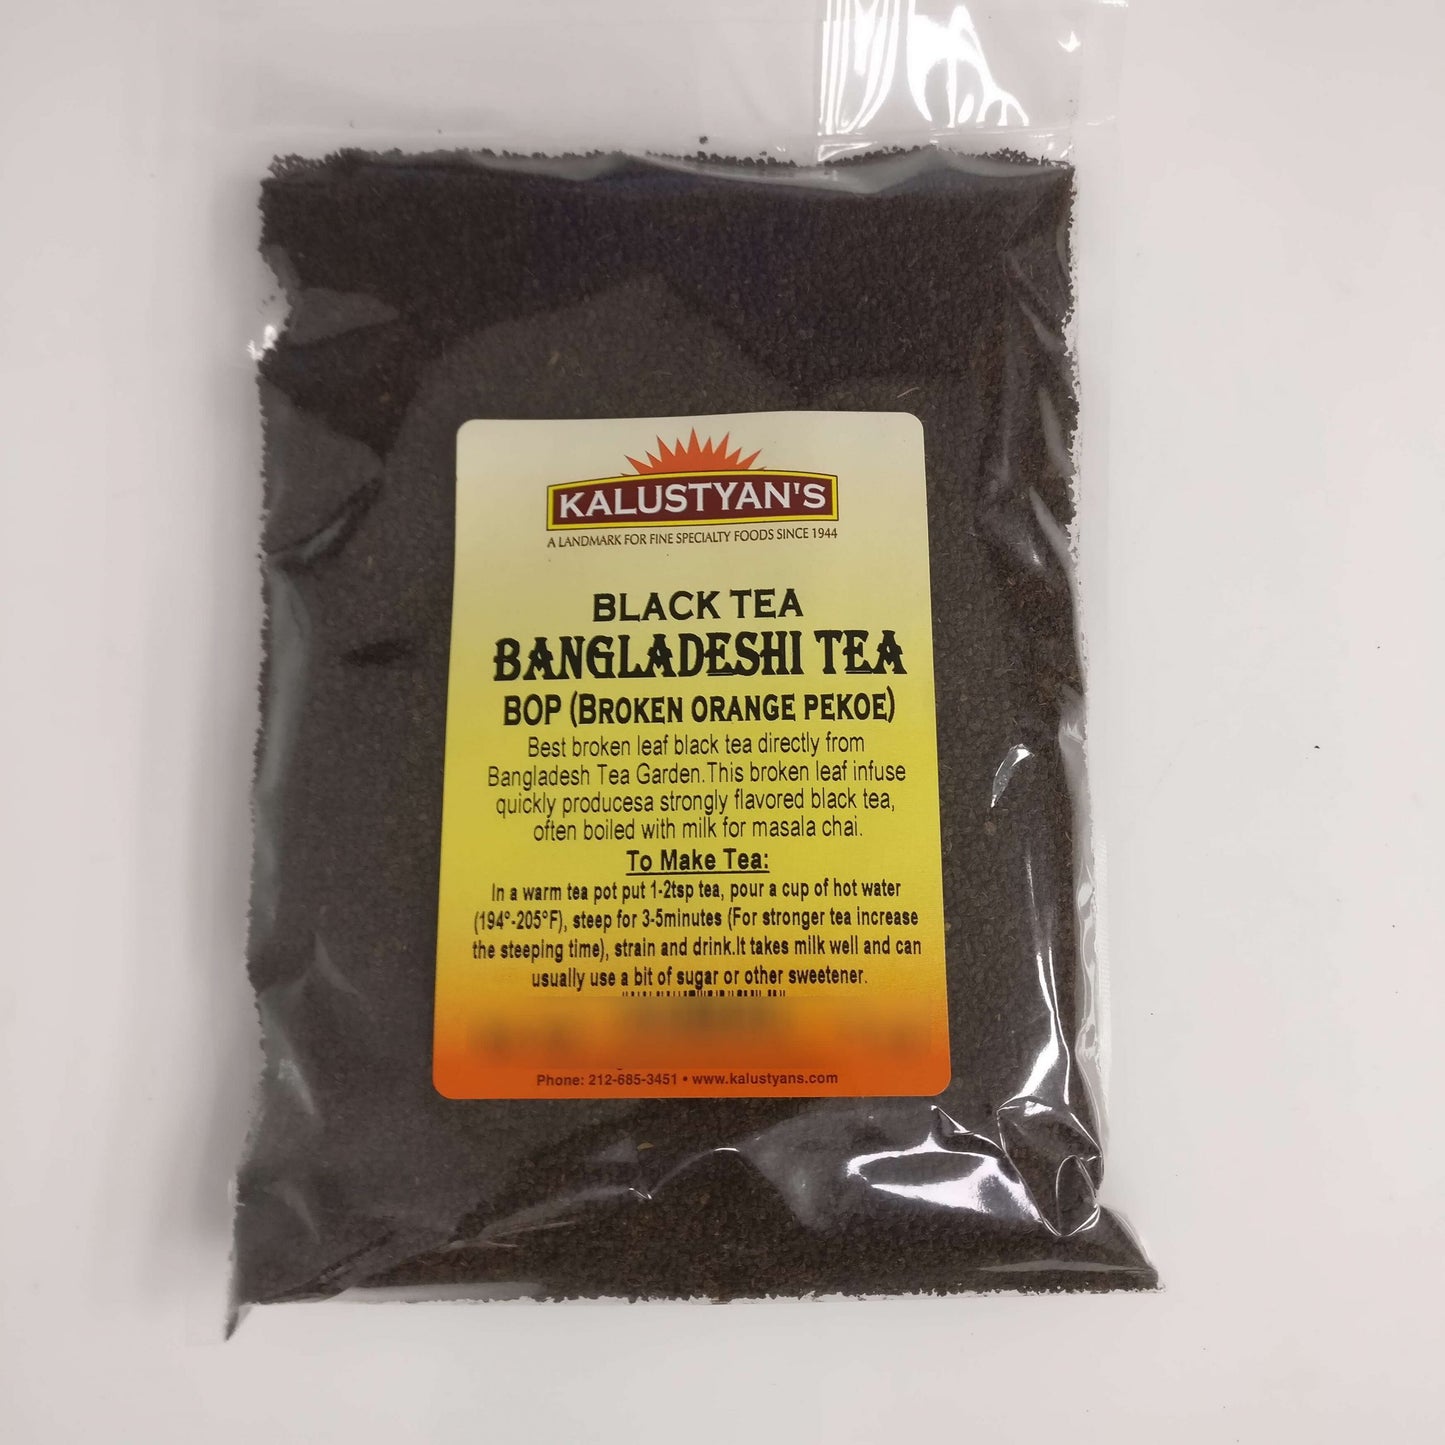 KALUSTYAN'S
A LANDMARK FOR FINE SPECIALTY FOODS SINCE 1944
BLACK TEA
BANGLADESHI TEA
BOP (BROKEN ORANGE PEKOE)
Best broken leaf black tea directly from
Bangladesh Tea Garden.This broken leaf infuse
quickly producesa strongly flavored black tea,
often boiled with milk for masala chai.
To Make Tea:
In a warm tea pot put 1-2tsp tea, pour a cup of hot water
(194°-205°F), steep for 3-5minutes (For stronger tea increase
the steeping time), strain and drink.It takes milk well and can
usually use a bit of sugar or other sweetener.
Phone: 212-685-3451 • www.kalustyans.com